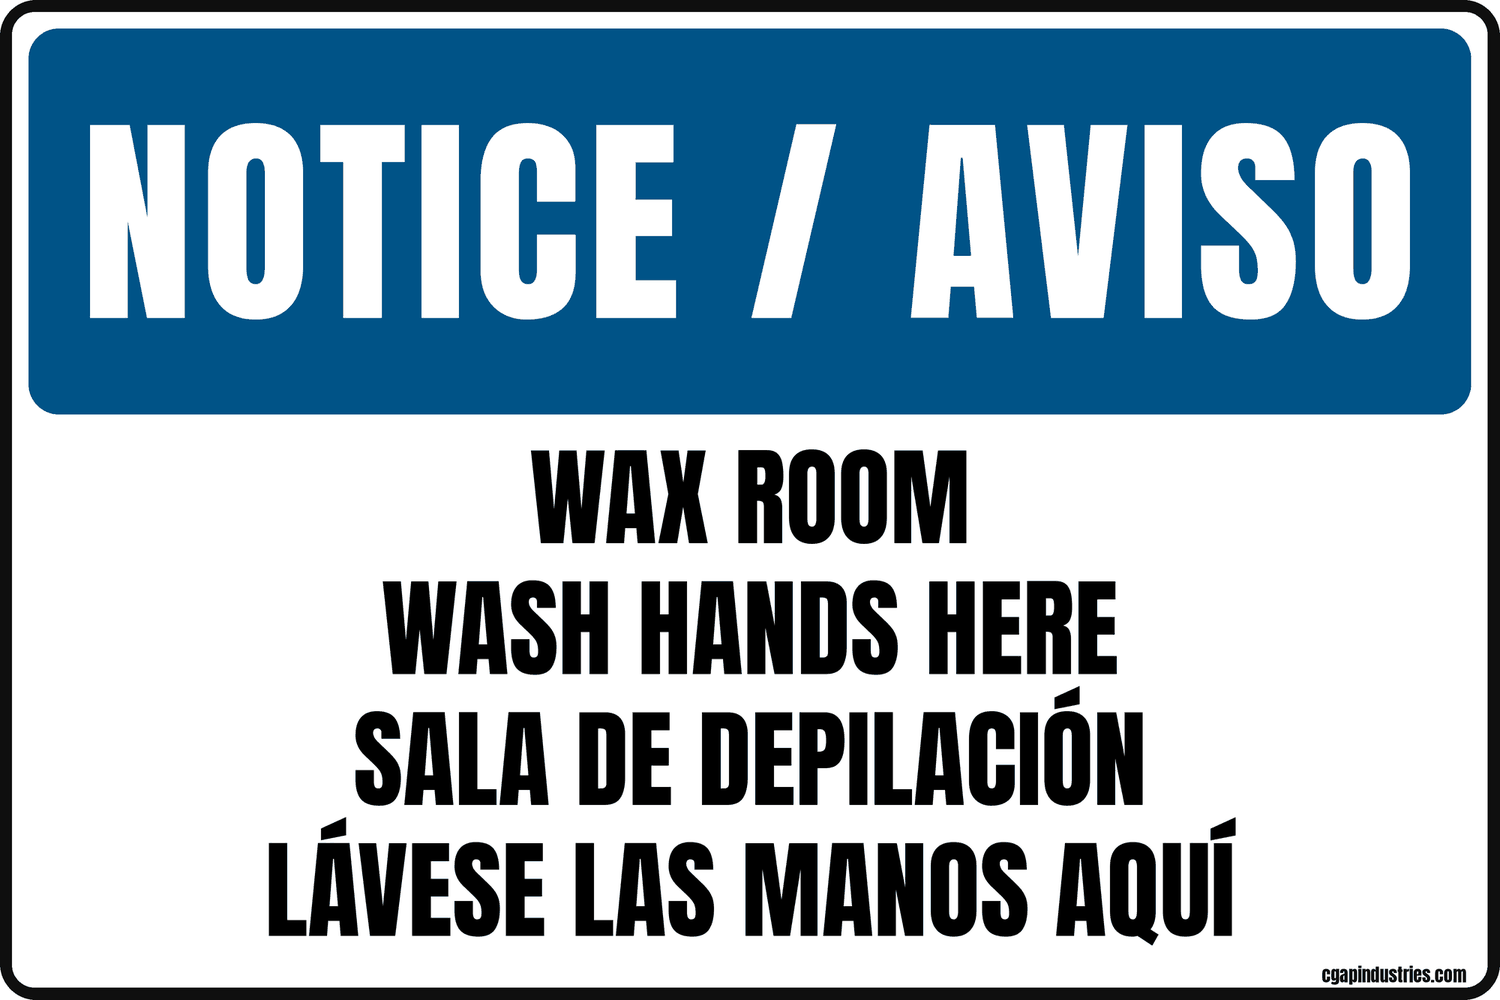 NOTICE / AVISO
WAX ROOM
WASH HANDS HERE
SALA DE DEPILACIÓN
LÁVESE LAS MANOS AQUÍ
cgapindustries.com